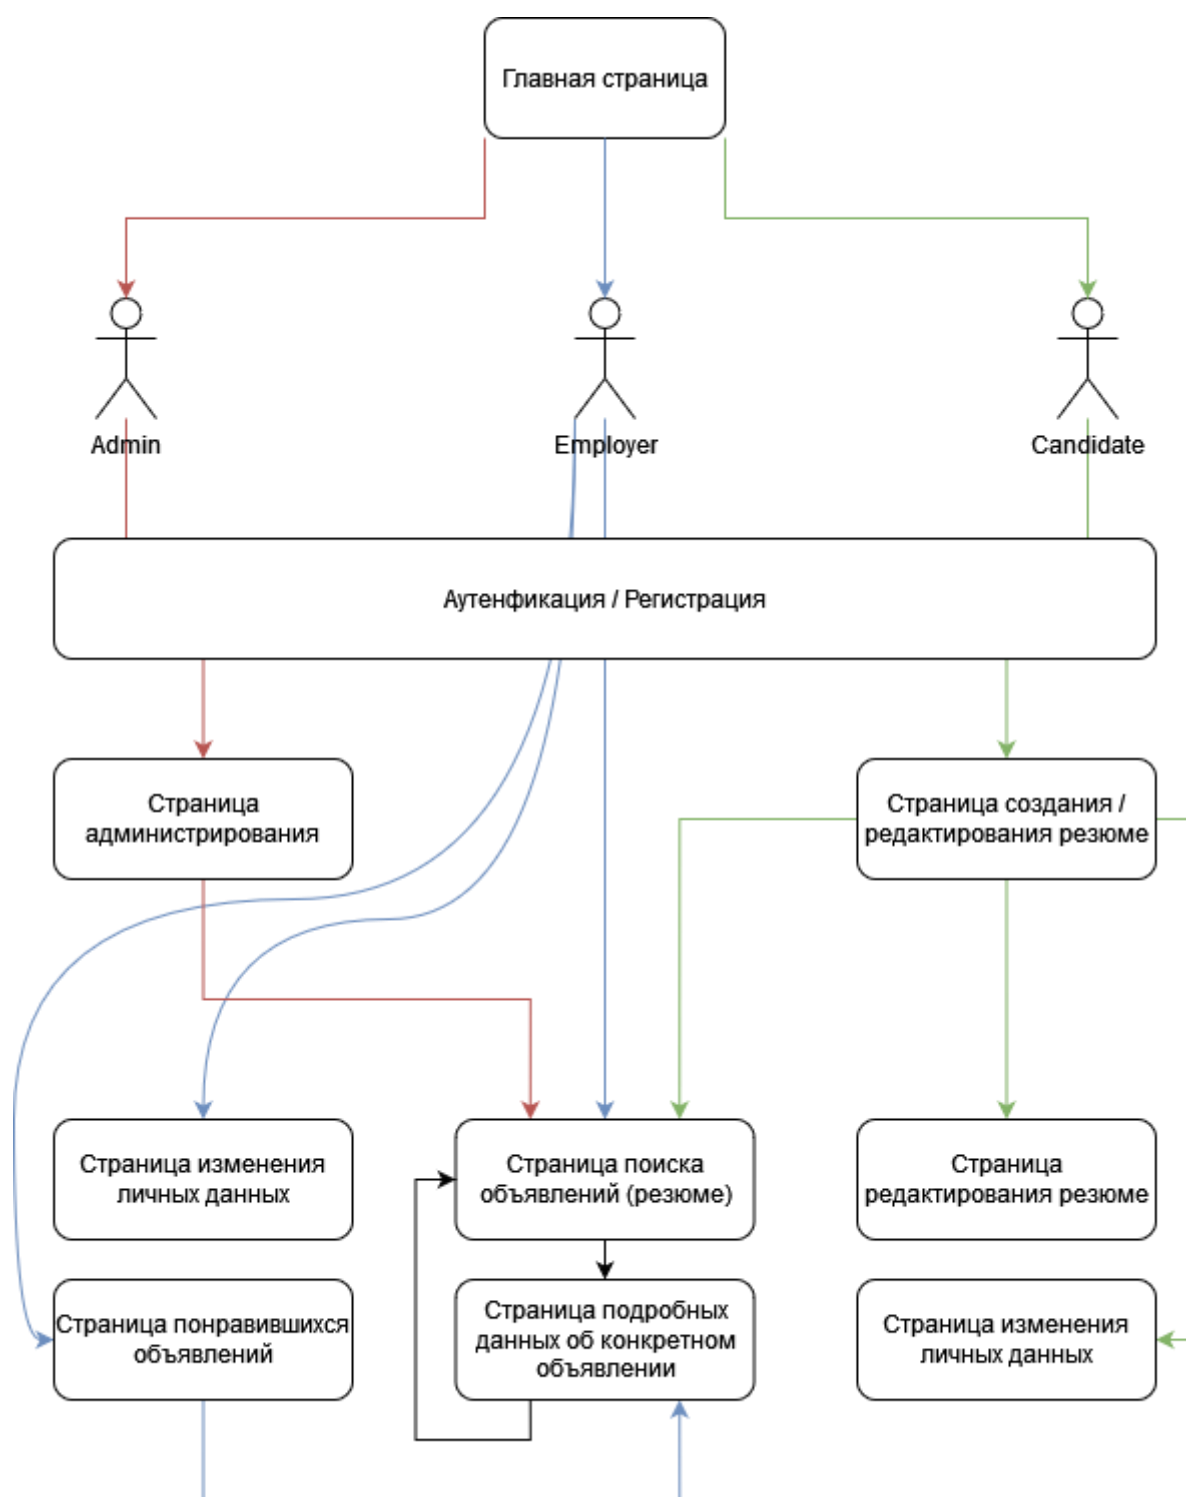 Главная страница
Admin
Employer
Candidate
Аутенфикация / Регистрация
Страница
администрирования
Страница создания /
редактирования резюме
Страница изменения
личных данных
Страница поиска
объявлений (резюме)
Страница
редактирования резюме
Страница понравившихся
объявлений
Страница подробных
данных об конкретном
объявлении
Страница изменения
личных данных